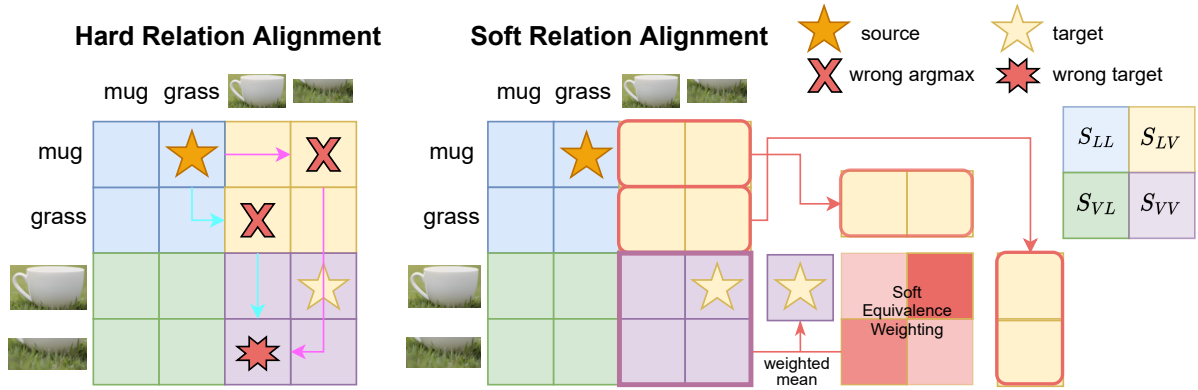 Hard Relation Alignment
Soft Relation Alignment
source
target
wrong argmax
wrong target
mug grass
mug
grass
mug grass
mug
grass
S_LL S_LV
S_VL S_VV
Soft
Equivalence
Weighting
weighted
mean